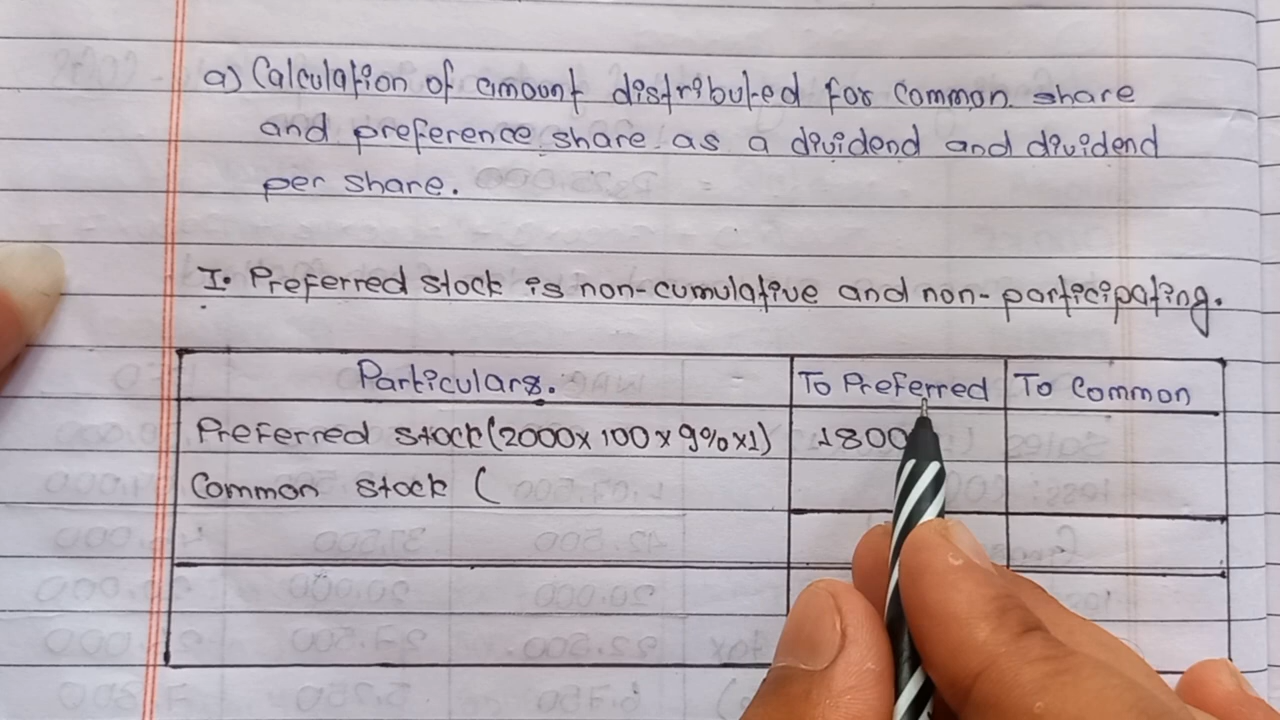 a) Calculation of amount distributed for common share
and preference share as a dividend and dividend
per share.
I. Preferred stock is non-cumulative and non-participating.
Particulars. To Preferred To Common
Preferred stock (2000 x 100 x 9% x 1) 1800
Common stock (